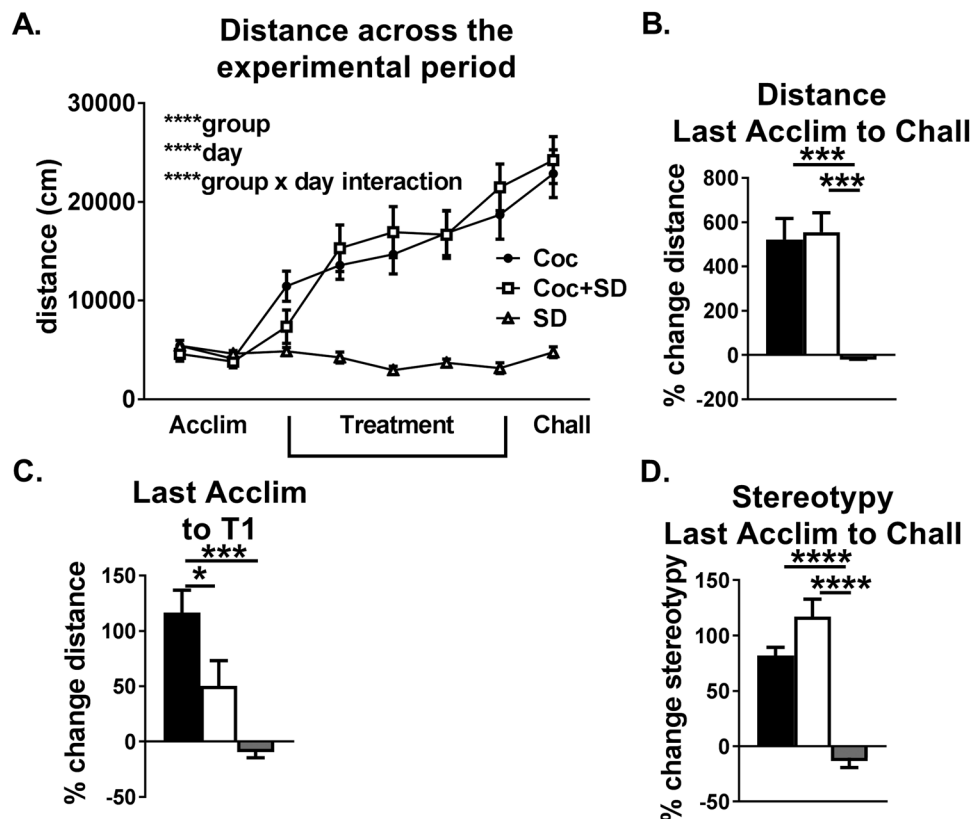 A.
Distance across the
experimental period
30000
20000
10000
0
distance (cm)
****group
****day
****group x day interaction
Coc
Coc+SD
SD
Acclim
Treatment
Chall
B.
Distance
Last Acclim to Chall
***
***
800
600
400
200
0
-200
% change distance
C.
Last Acclim
to T1
***
*
150
100
50
0
-50
% change distance
D.
Stereotypy
Last Acclim to Chall
****
****
150
100
50
0
-50
% change stereotypy